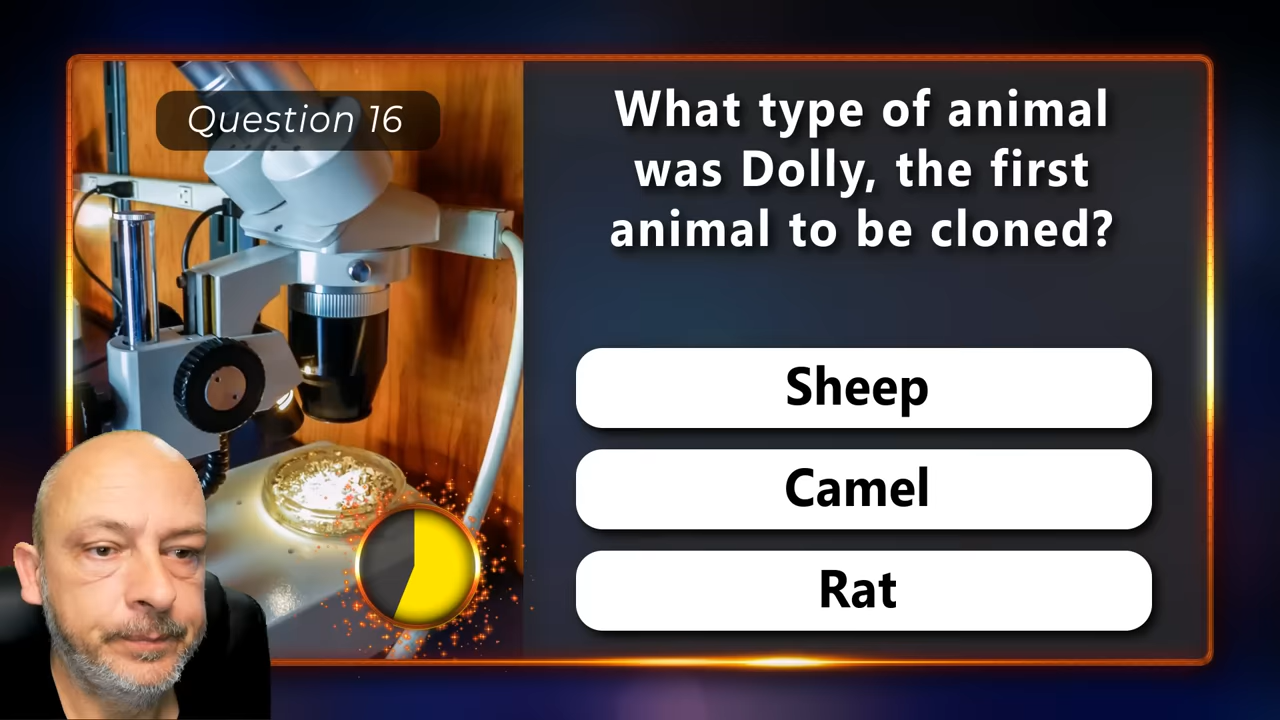 Question 16
What type of animal
was Dolly, the first
animal to be cloned?
Sheep
Camel
Rat